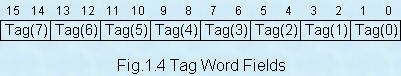 15 14 13 12 11 10 9 8 7 6 5 4 3 2 1 0
Tag(7) Tag(6) Tag(5) Tag(4) Tag(3) Tag(2) Tag(1) Tag(0)
Fig.1.4 Tag Word Fields